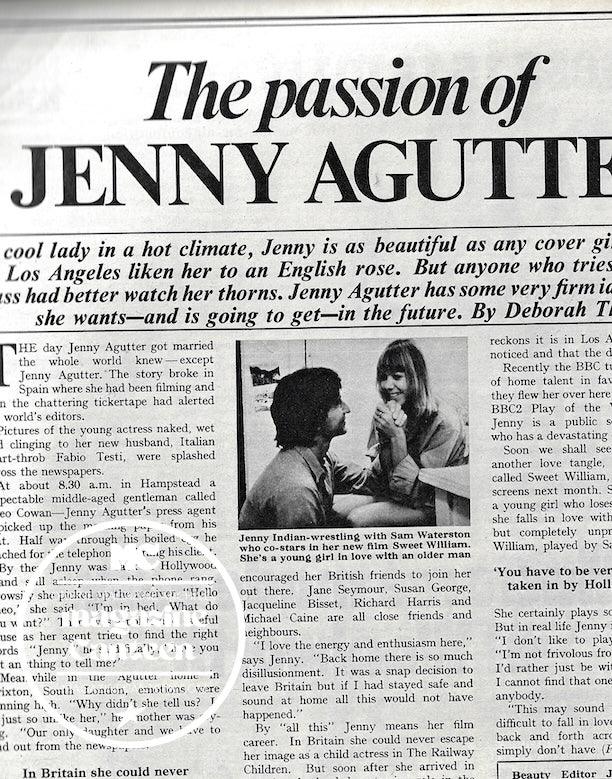 The passion of
JENNY AGUTTE
cool lady in a hot climate, Jenny is as beautiful as any cover gi
Los Angeles liken her to an English rose. But anyone who tries
ss had better watch her thorns. Jenny Agutter has some very firm id
she wants—and is going to get—in the future. By Deborah T
THE day Jenny Agutter got married
the whole world knew—except
Jenny Agutter. The story broke in
Spain where she had been filming and
n the chattering tickertape had alerted
world's editors.
Pictures of the young actress naked, wet
d clinging to her new husband, Italian
art-throb Fabio Testi, were splashed
oss the newspapers.
At about 8.30 a.m. in Hampstead a
spectable middle-aged gentleman called
eo Cowan—Jenny Agutter's press agent
picked up the morning paper from his
t. Half way through his boiled egg he
ched for telephone his client.
By the Jenny was Hollywood
and still asleep when the phone rang.
owsily she picked up the receiver. "Hello
eo," she said. "I'm in bed. What do
u want?"
use as her agent tried to find the right
ords. "Jenny you
t anything to tell me?"
Meanwhile in the Agutter home in
rixton, South London, emotions were
nning high. "Why didn't she tell us? I
just so unlike her," her mother was
g. "Our only daughter and we have to
d out from the newspapers."
In Britain she could never
Jenny Indian-wrestling with Sam Waterston
who co-stars in her new film Sweet William.
She's a young girl in love with an older man
encouraged her British friends to join her
out there. Jane Seymour, Susan George,
Jacqueline Bisset, Richard Harris and
Michael Caine are all close friends and
neighbours.
"I love the energy and enthusiasm here,"
says Jenny. "Back home there is so much
disillusionment. It was a snap decision to
leave Britain but if I had stayed safe and
sound at home all this would not have
happened."
By "all this" Jenny means her film
career. In Britain she could never escape
her image as a child actress in The Railway
Children. But soon after she arrived in
reckons it is in Los A
noticed and that the d
Recently the BBC tu
of home talent in fa
they flew her over here
BBC2 Play of the
Jenny is a public s
who has a devastating
Soon we shall see
another love tangle,
called Sweet William,
screens next month. S
a young girl who loses
she falls in love with
but completely unpr
William, played by Sa
'You have to be ver
taken in by Holl
She certainly plays so
But in real life Jenny
"I don't like to play
"I'm not frivolous fro
I'd rather just be wi
I cannot find that one
anybody.
"This may sound
difficult to fall in love
back and forth acro
simply don't have (I
Beauty Editor
magazine
canteen